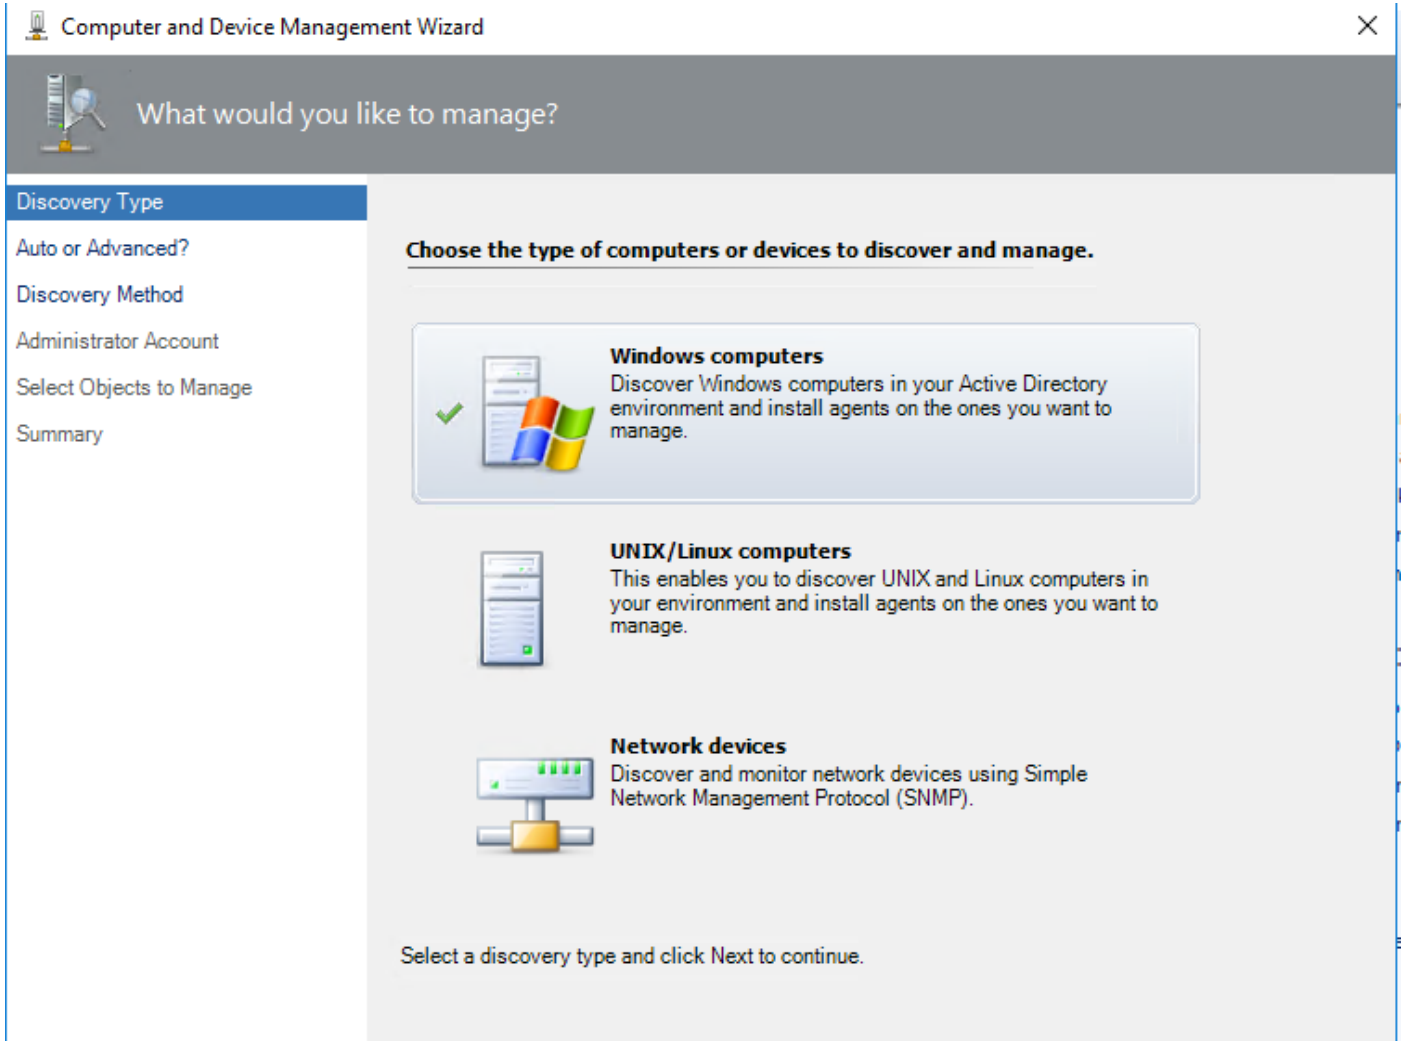 Computer and Device Management Wizard
What would you like to manage?
Discovery Type
Auto or Advanced?
Discovery Method
Administrator Account
Select Objects to Manage
Summary
Choose the type of computers or devices to discover and manage.
Windows computers
Discover Windows computers in your Active Directory
environment and install agents on the ones you want to
manage.
UNIX/Linux computers
This enables you to discover UNIX and Linux computers in
your environment and install agents on the ones you want to
manage.
Network devices
Discover and monitor network devices using Simple
Network Management Protocol (SNMP).
Select a discovery type and click Next to continue.